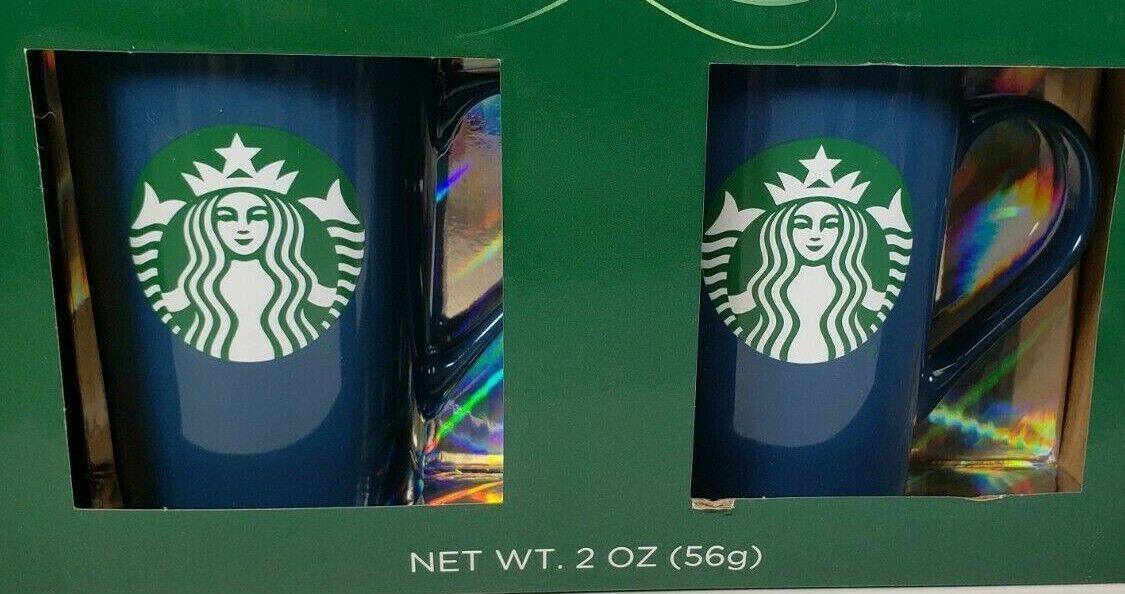 NET WT. 2 OZ (56g)